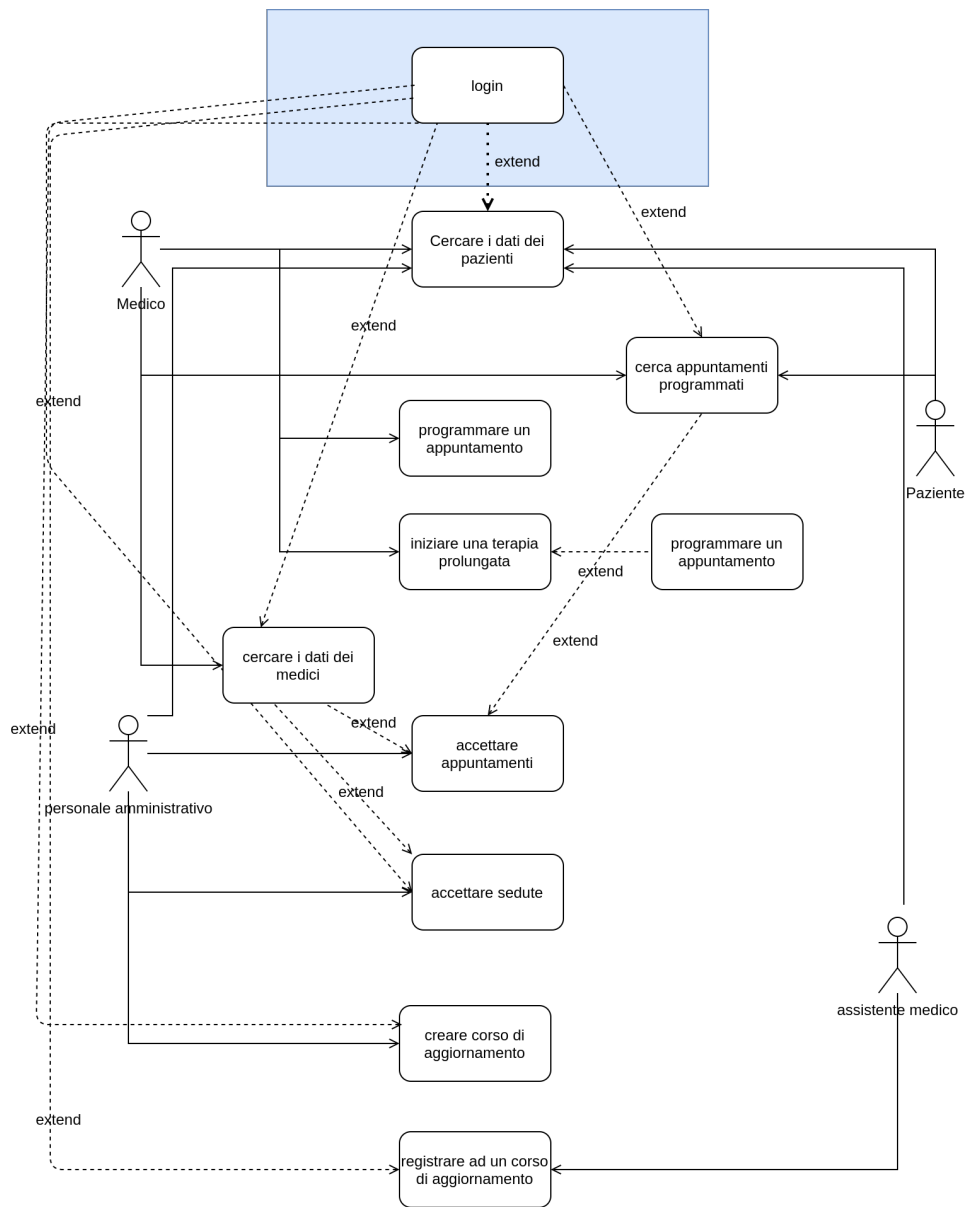 login
extend
extend
Cercare i dati dei
pazienti
Medico
extend
cerca appuntamenti
programmati
extend
programmare un
appuntamento
Paziente
iniziare una terapia
prolungata
programmare un
appuntamento
extend
extend
cercare i dati dei
medici
extend
extend
accettare
appuntamenti
extend
personale amministrativo
accettare sedute
assistente medico
creare corso di
aggiornamento
extend
registrare ad un corso
di aggiornamento